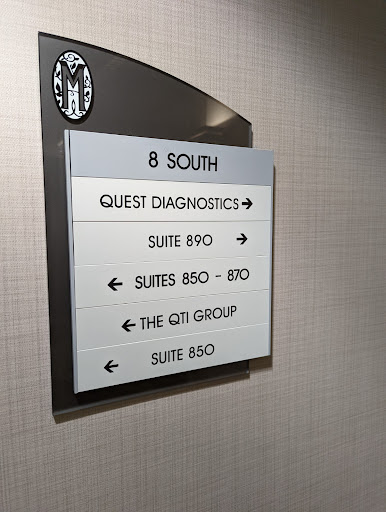 M
8 SOUTH
QUEST DIAGNOSTICS →
SUITE 890 →
← SUITES 850 - 870
← THE QTI GROUP
← SUITE 850